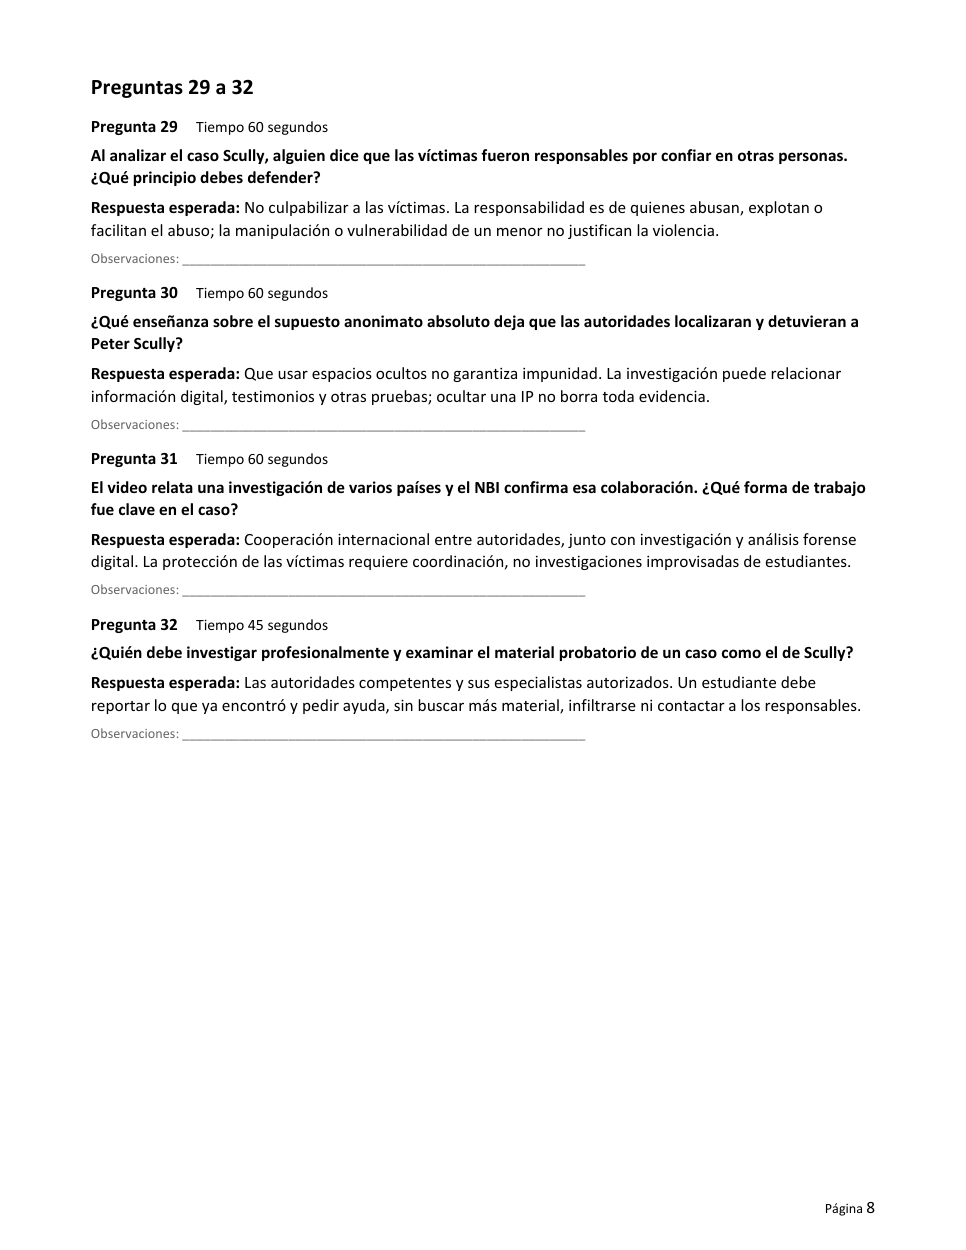 Preguntas 29 a 32
Pregunta 29 Tiempo 60 segundos
Al analizar el caso Scully, alguien dice que las víctimas fueron responsables por confiar en otras personas.
¿Qué principio debes defender?
Respuesta esperada: No culpabilizar a las víctimas. La responsabilidad es de quienes abusan, explotan o
facilitan el abuso; la manipulación o vulnerabilidad de un menor no justifican la violencia.
Observaciones: ____________________________________________________________
Pregunta 30 Tiempo 60 segundos
¿Qué enseñanza sobre el supuesto anonimato absoluto deja que las autoridades localizaran y detuvieran a
Peter Scully?
Respuesta esperada: Que usar espacios ocultos no garantiza impunidad. La investigación puede relacionar
información digital, testimonios y otras pruebas; ocultar una IP no borra toda evidencia.
Observaciones: ____________________________________________________________
Pregunta 31 Tiempo 60 segundos
El video relata una investigación de varios países y el NBI confirma esa colaboración. ¿Qué forma de trabajo
fue clave en el caso?
Respuesta esperada: Cooperación internacional entre autoridades, junto con investigación y análisis forense
digital. La protección de las víctimas requiere coordinación, no investigaciones improvisadas de estudiantes.
Observaciones: ____________________________________________________________
Pregunta 32 Tiempo 45 segundos
¿Quién debe investigar profesionalmente y examinar el material probatorio de un caso como el de Scully?
Respuesta esperada: Las autoridades competentes y sus especialistas autorizados. Un estudiante debe
reportar lo que ya encontró y pedir ayuda, sin buscar más material, infiltrarse ni contactar a los responsables.
Observaciones: ____________________________________________________________
Página 8